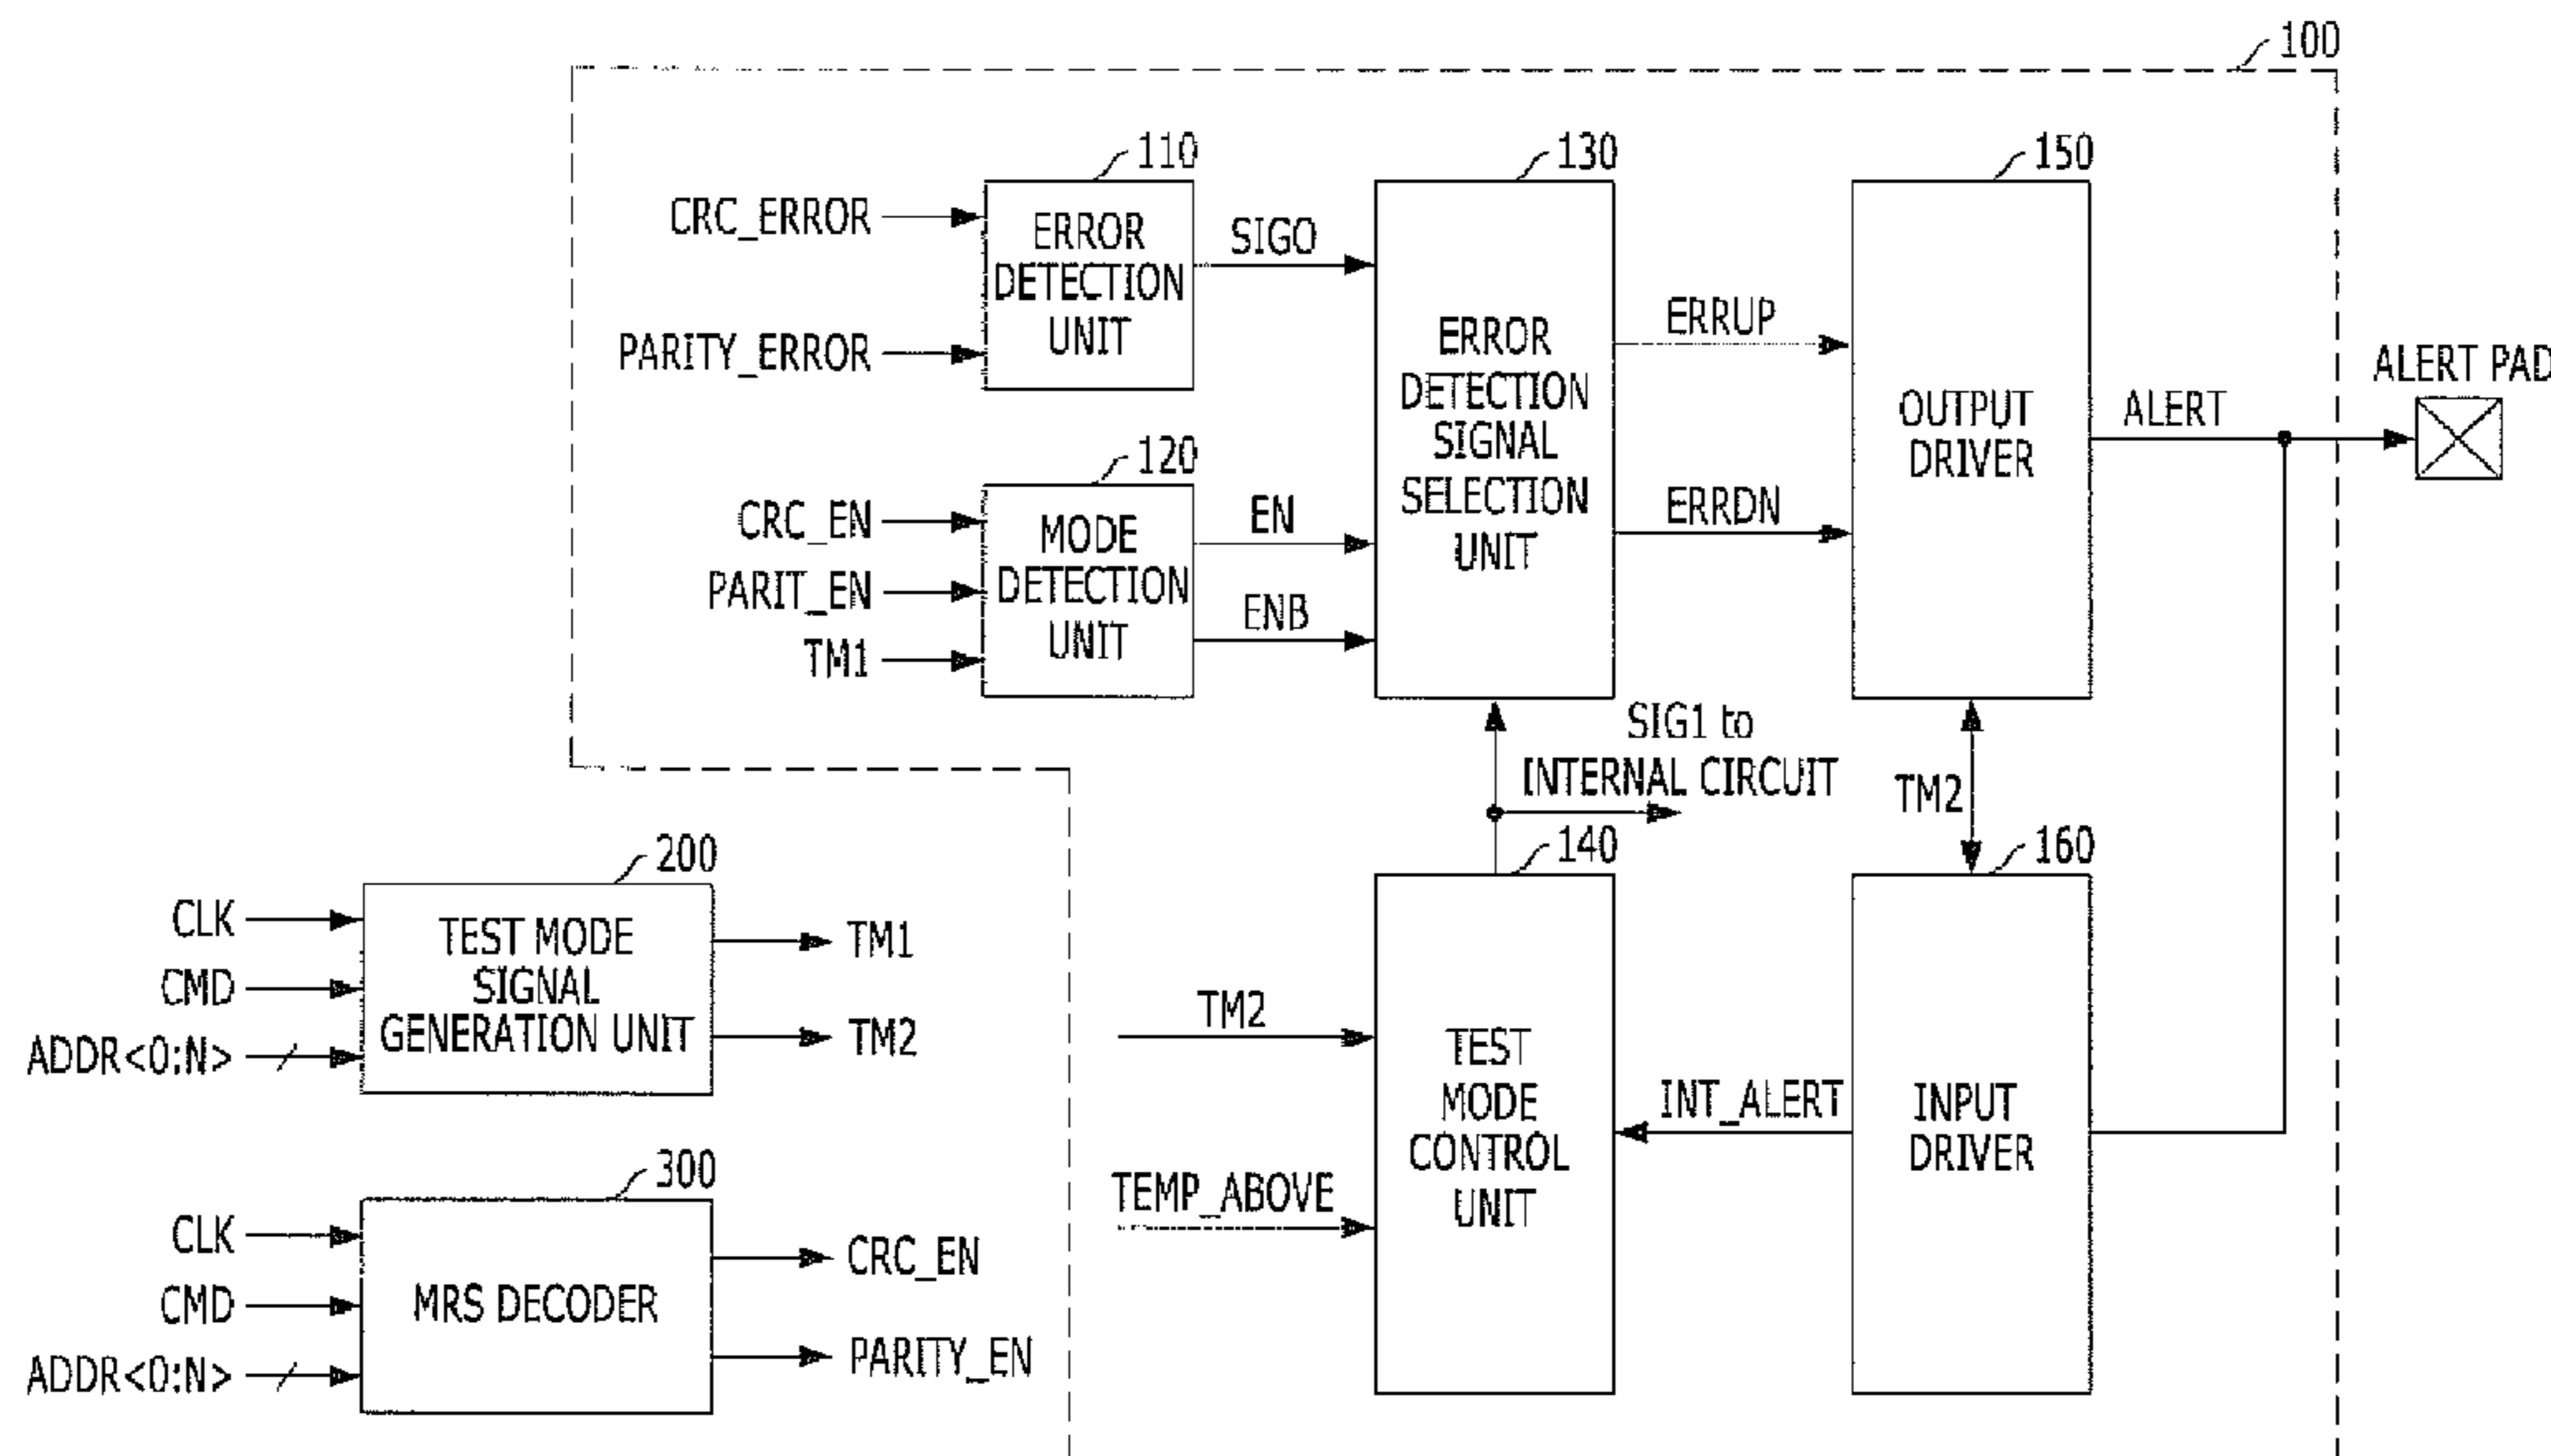 100
110
130
150
CRC_ERROR
PARITY_ERROR
ERROR
DETECTION
UNIT
SIGO
120
CRC_EN
PARIT_EN
TM1
MODE
DETECTION
UNIT
EN
ENB
ERROR
DETECTION
SIGNAL
SELECTION
UNIT
ERRUP
ERRDN
OUTPUT
DRIVER
ALERT
ALERT PAD
SIG1 to
INTERNAL CIRCUIT
TM2
200
CLK
CMD
ADDR<0:N>
TEST MODE
SIGNAL
GENERATION UNIT
TM1
TM2
300
CLK
CMD
ADDR<0:N>
MRS DECODER
CRC_EN
PARITY_EN
140
TM2
TEMP_ABOVE
TEST
MODE
CONTROL
UNIT
INT_ALERT
160
INPUT
DRIVER